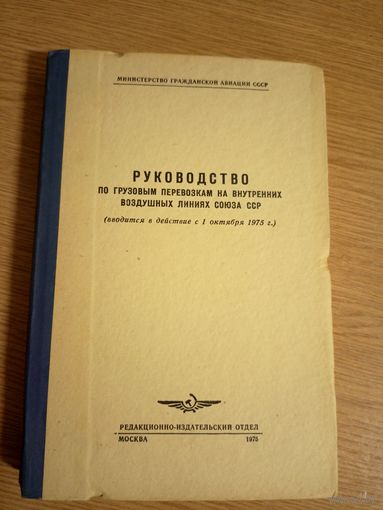 МИНИСТЕРСТВО ГРАЖДАНСКОЙ АВИАЦИИ СССР
РУКОВОДСТВО
ПО ГРУЗОВЫМ ПЕРЕВОЗКАМ НА ВНУТРЕННИХ
ВОЗДУШНЫХ ЛИНИЯХ СОЮЗА ССР
(вводится в действие с 1 октября 1975 г.)
РЕДАКЦИОННО-ИЗДАТЕЛЬСКИЙ ОТДЕЛ
МОСКВА 1975